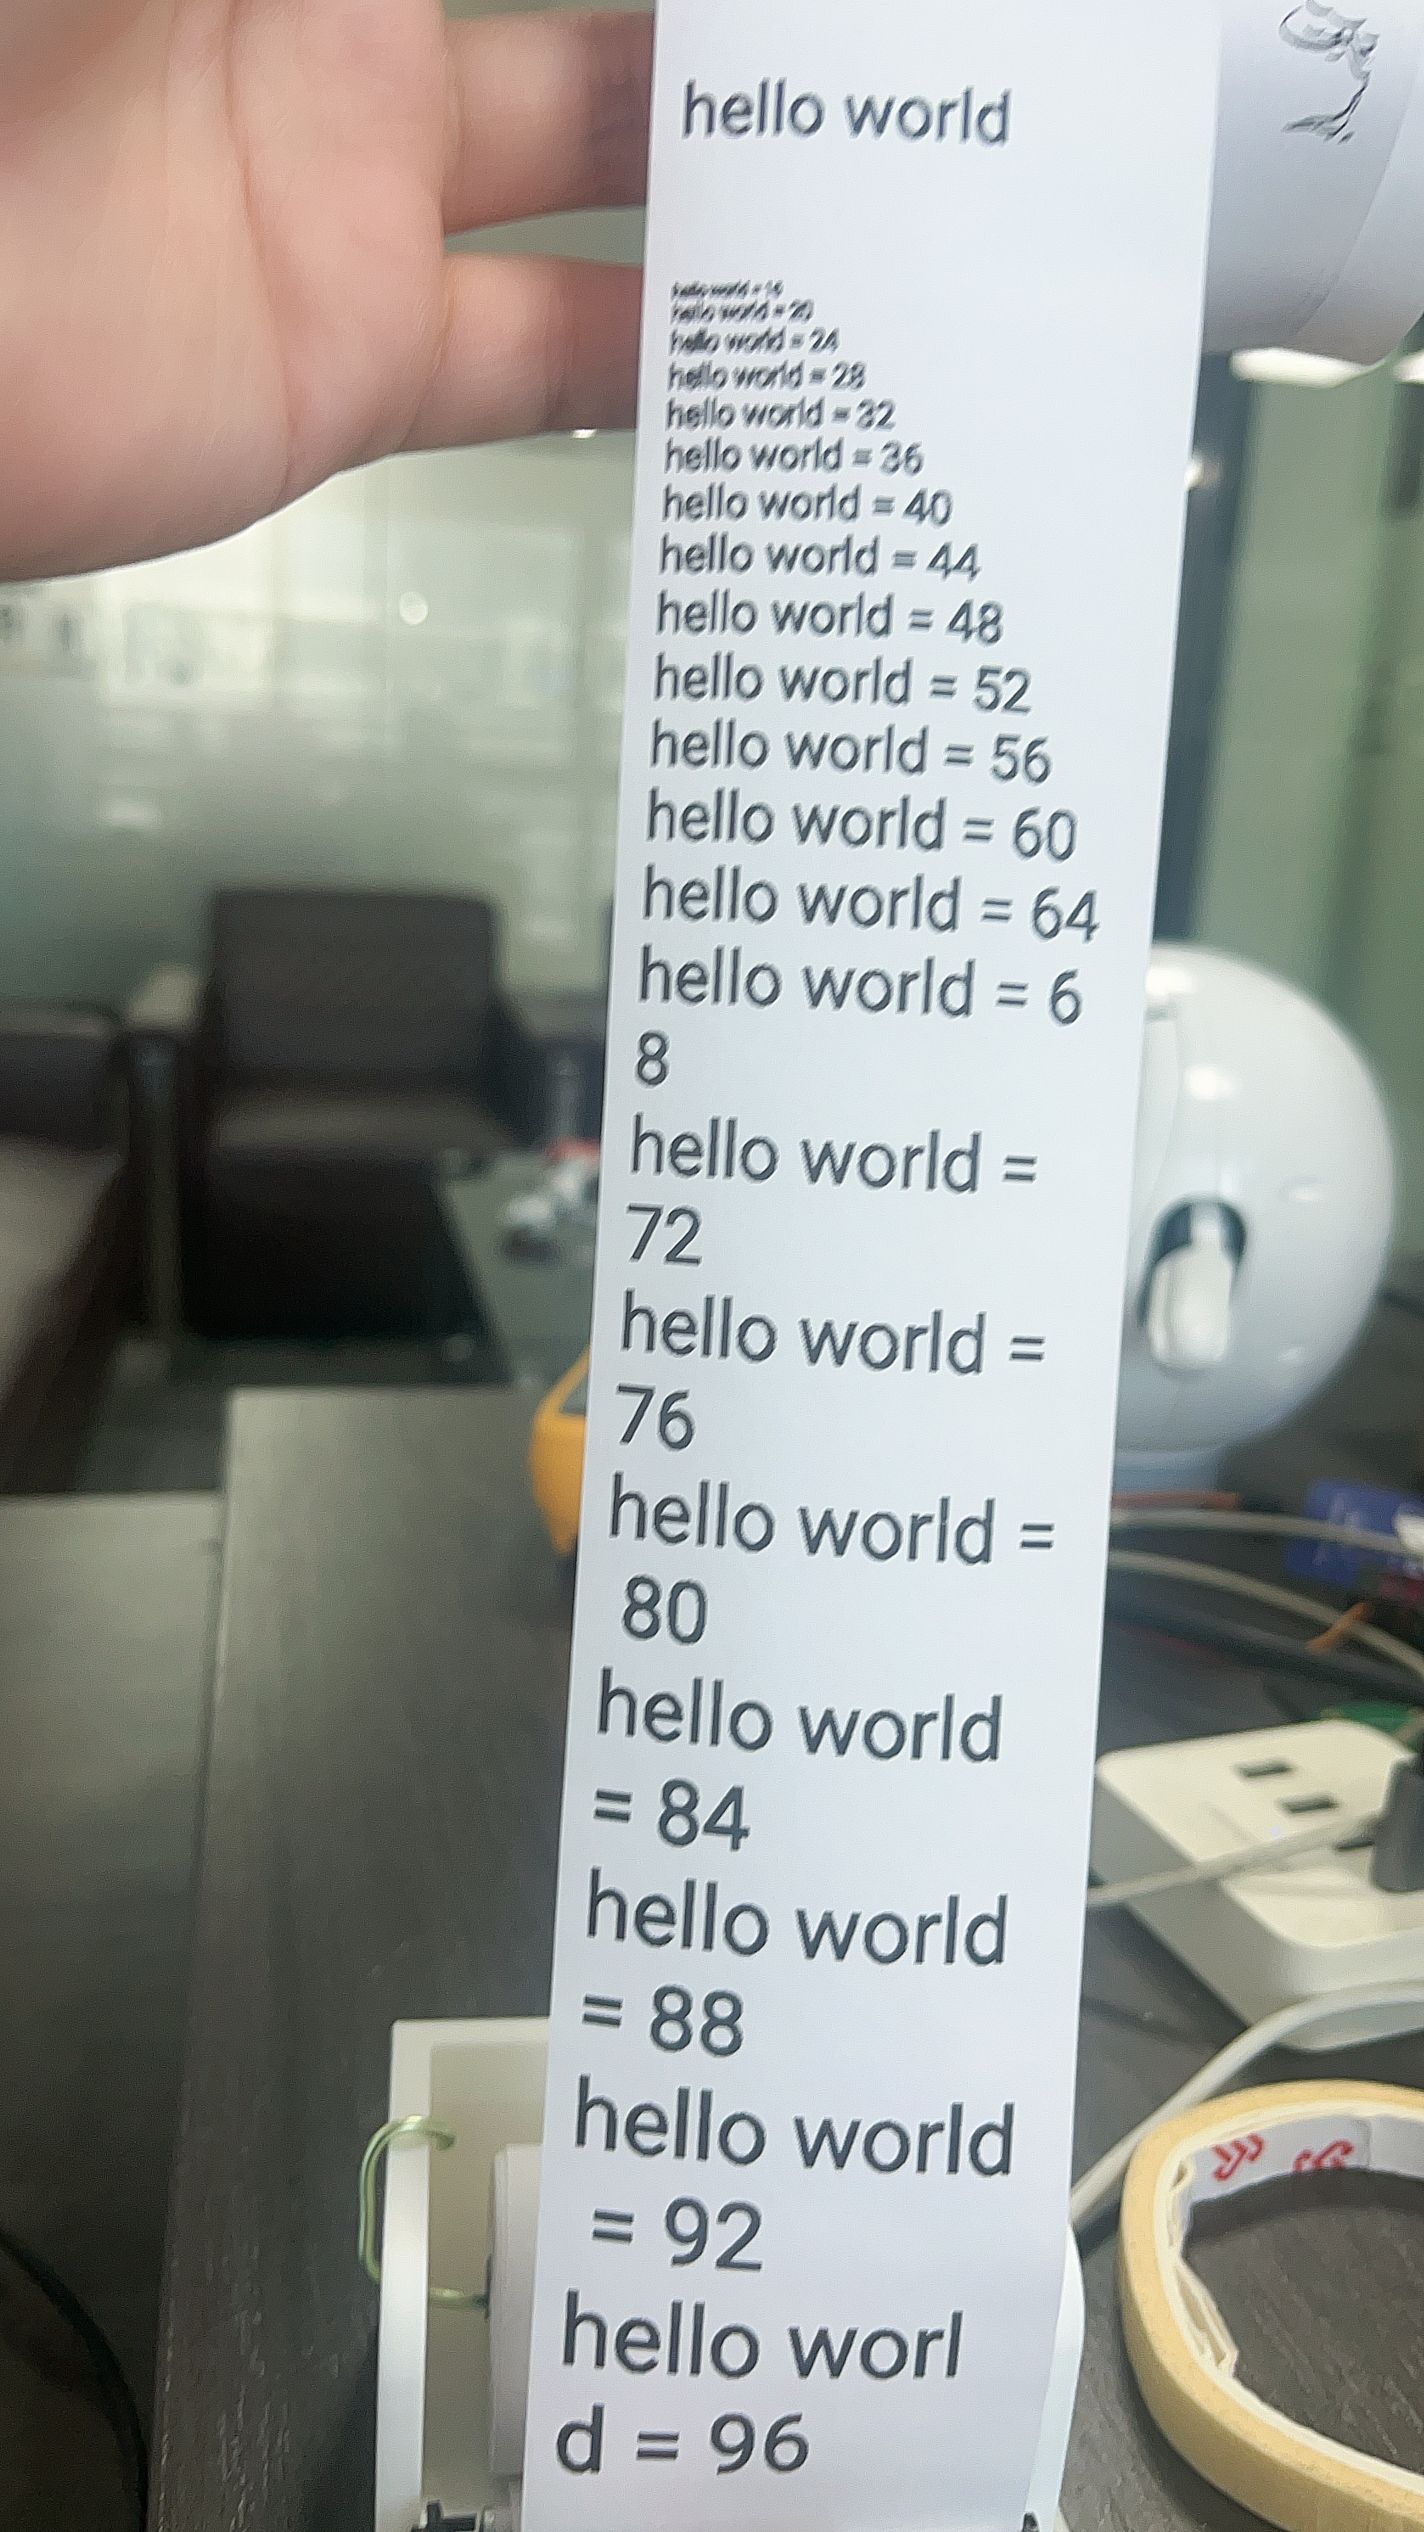 hello world
hello world = 16
hello world = 20
hello world = 24
hello world = 28
hello world = 32
hello world = 36
hello world = 40
hello world = 44
hello world = 48
hello world = 52
hello world = 56
hello world = 60
hello world = 64
hello world = 6
8
hello world =
72
hello world =
76
hello world =
80
hello world
= 84
hello world
= 88
hello world
= 92
hello worl
d = 96